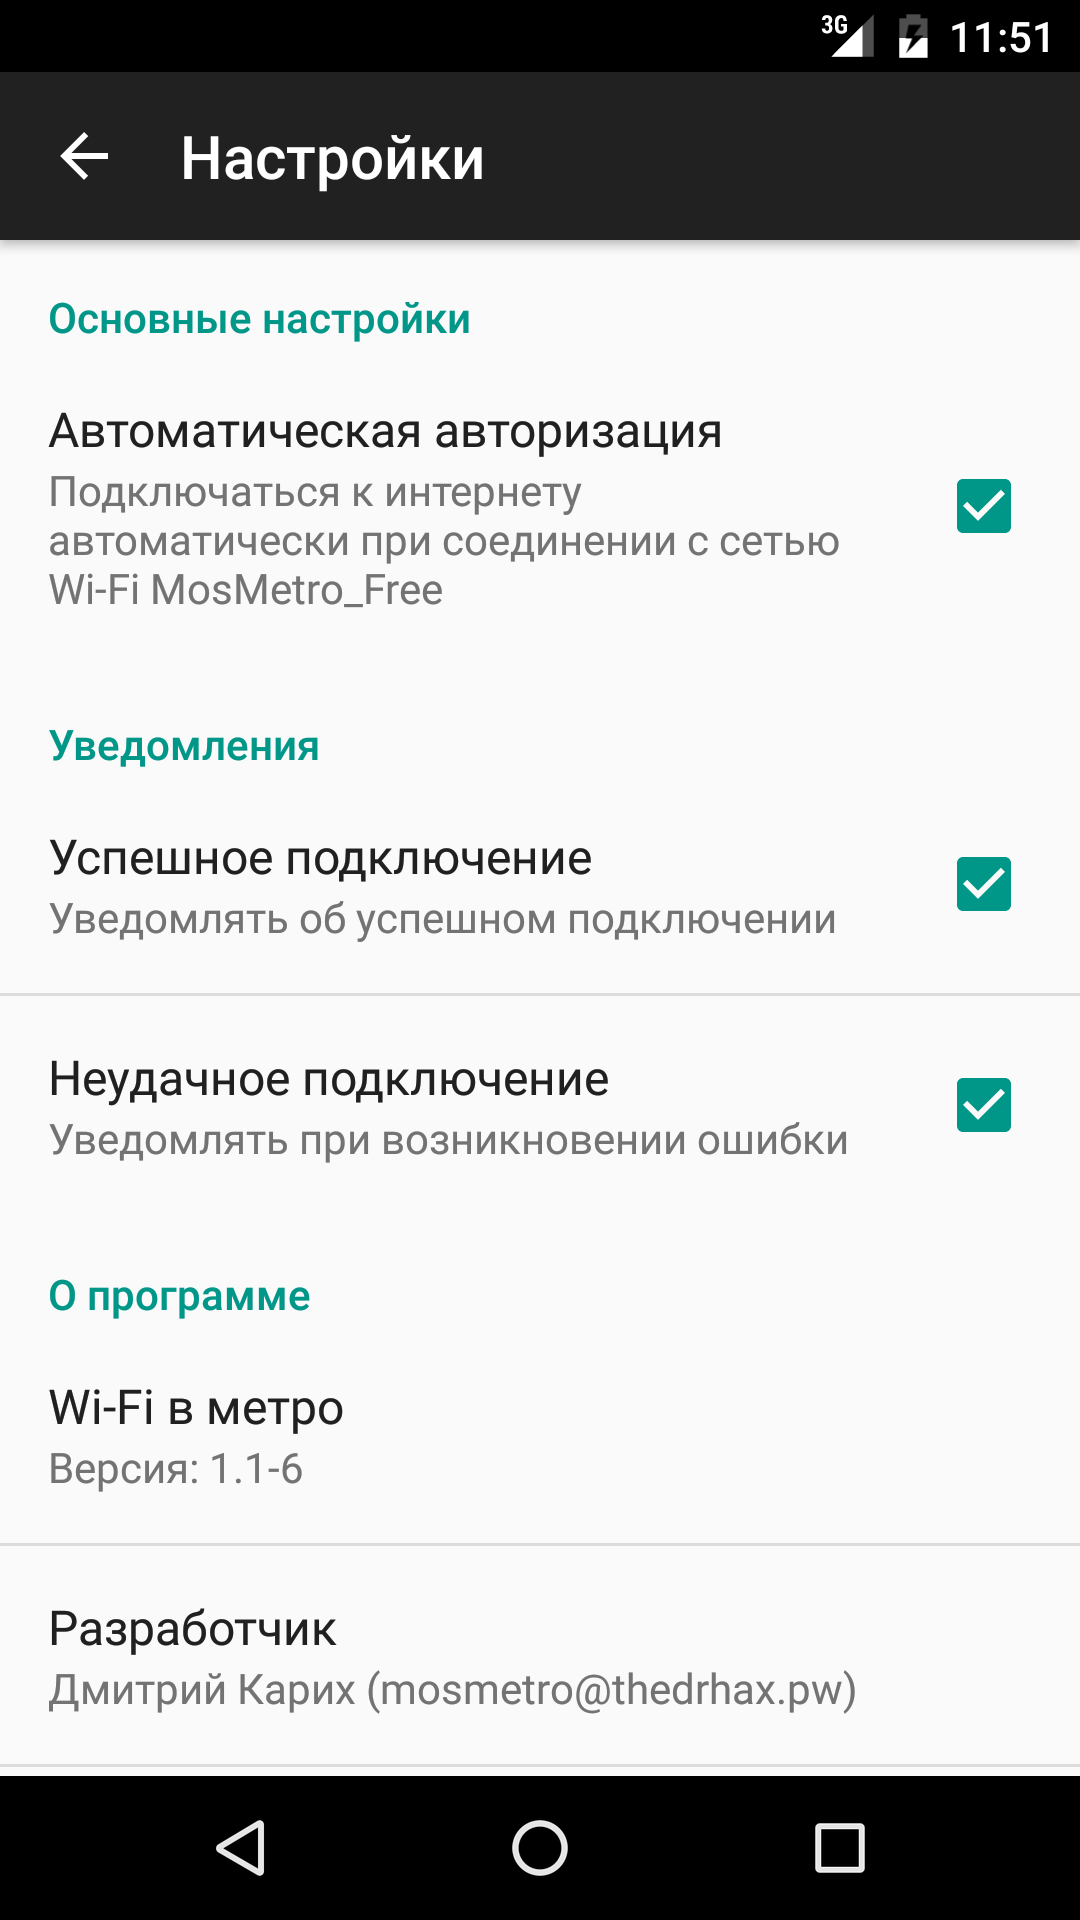 3G 11:51
Настройки
Основные настройки
Автоматическая авторизация
Подключаться к интернету
автоматически при соединении с сетью
Wi-Fi MosMetro_Free
Уведомления
Успешное подключение
Уведомлять об успешном подключении
Неудачное подключение
Уведомлять при возникновении ошибки
О программе
Wi-Fi в метро
Версия: 1.1-6
Разработчик
Дмитрий Карих (mosmetro@thedrhax.pw)